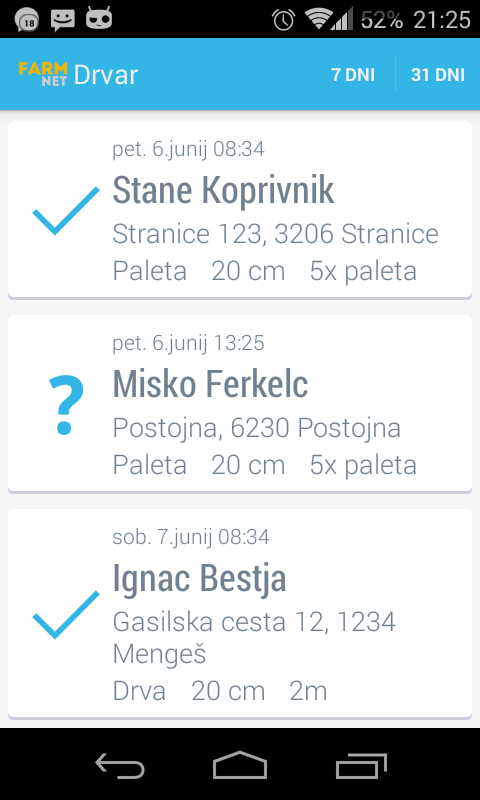 18
52% 21:25
FARM
NET
Drvar
7 DNI
31 DNI
pet. 6.junij 08:34
Stane Koprivnik
Stranice 123, 3206 Stranice
Paleta 20 cm 5x paleta
pet. 6.junij 13:25
?
Misko Ferkelc
Postojna, 6230 Postojna
Paleta 20 cm 5x paleta
sob. 7.junij 08:34
Ignac Bestja
Gasilska cesta 12, 1234
Mengeš
Drva 20 cm 2m